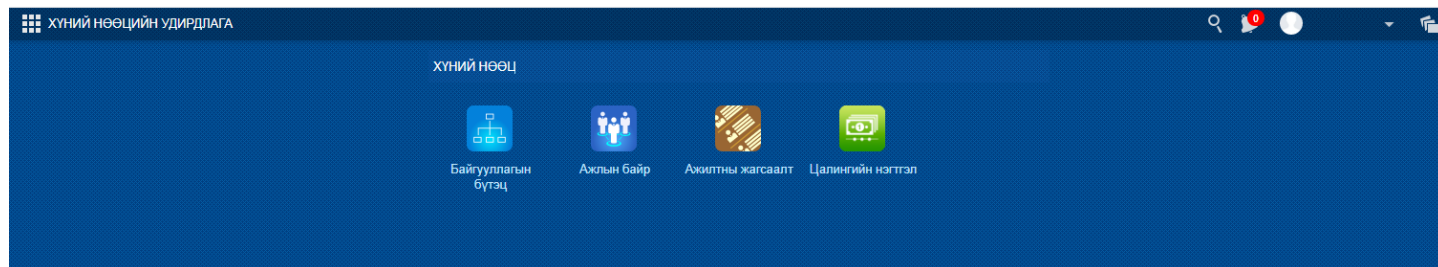 ХҮНИЙ НӨӨЦИЙН УДИРДЛАГА
0
ХҮНИЙ НӨӨЦ
Байгууллагын
бүтэц
Ажлын байр
Ажилтны жагсаалт
Цалингийн нэгтгэл